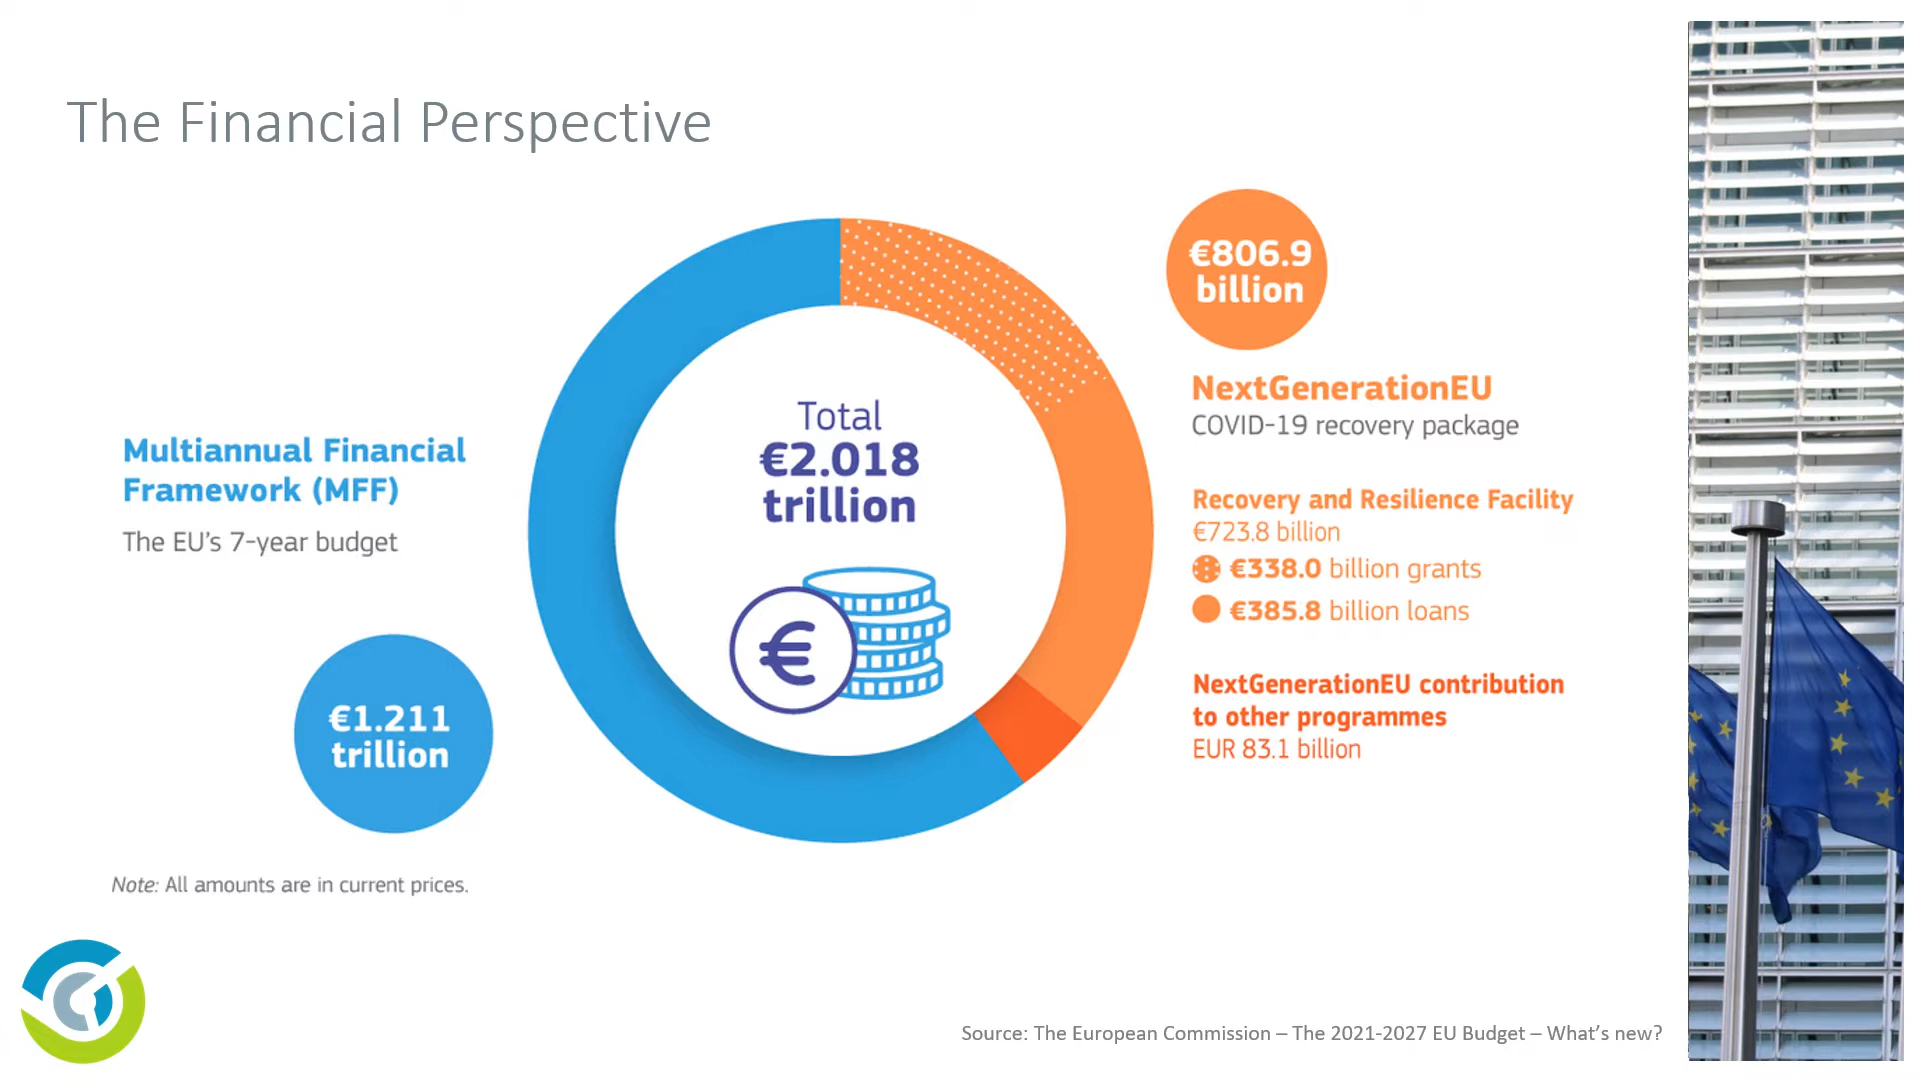 The Financial Perspective
Multiannual Financial
Framework (MFF)
The EU's 7-year budget
€1.211
trillion
Note: All amounts are in current prices.
Total
€2.018
trillion
€
€806.9
billion
NextGenerationEU
COVID-19 recovery package
Recovery and Resilience Facility
€723.8 billion
€338.0 billion grants
€385.8 billion loans
NextGenerationEU contribution
to other programmes
EUR 83.1 billion
Source: The European Commission – The 2021-2027 EU Budget – What's new?